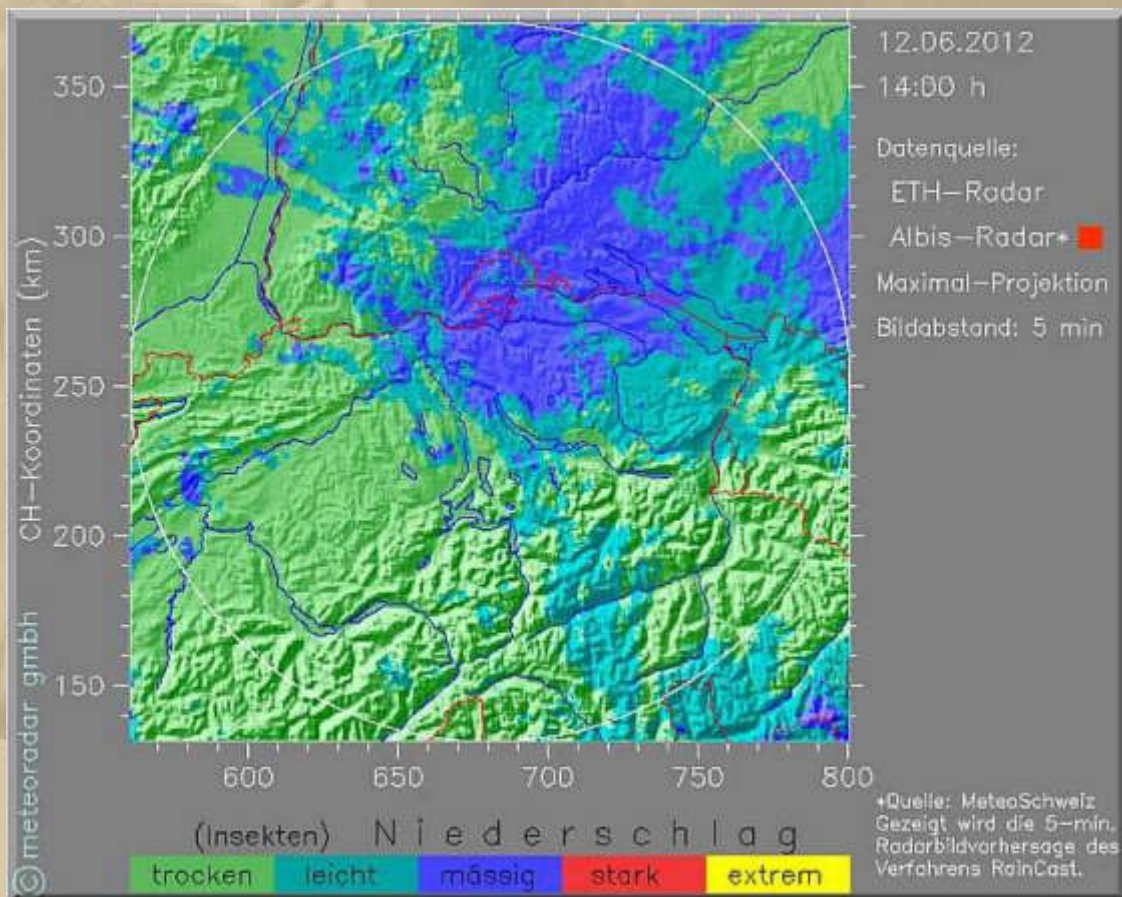 12.06.2012
14:00 h
Datenquelle:
ETH-Radar
Albis-Radar*
Maximal-Projektion
Bildabstand: 5 min
CH-Koordinaten (km)
350
300
250
200
150
600
650
700
750
800
© meteoradar gmbh
(Insekten) Niederschlag
trocken leicht mässig stark extrem
*Quelle: MeteoSchweiz
Gezeigt wird die 5-min.
Radarbildvorhersage des
Verfahrens RainCast.